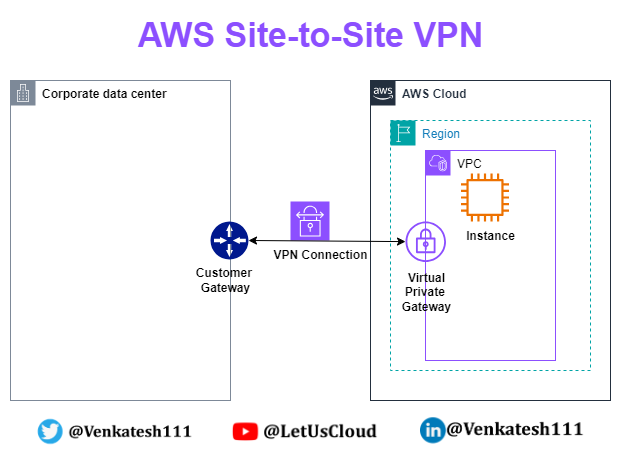 AWS Site-to-Site VPN
Corporate data center
aws
AWS Cloud
Region
VPC
Instance
VPN Connection
Customer
Gateway
Virtual
Private
Gateway
@Venkatesh111
@LetUsCloud
in
@Venkatesh111